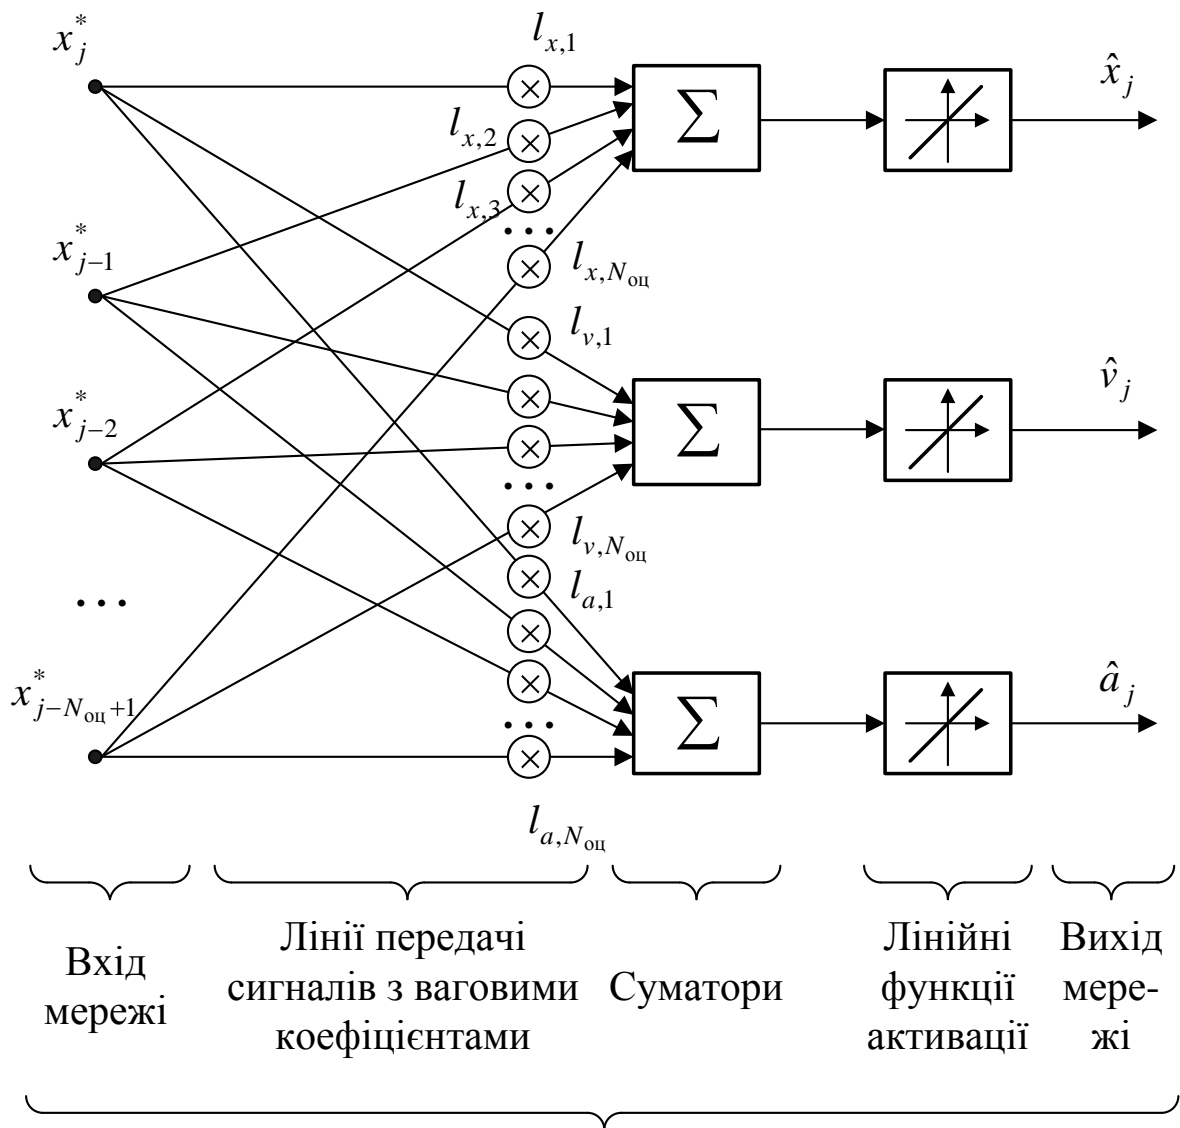 x*_j
l_{x,1}
x̂_j
Σ
l_{x,2}
l_{x,3}
...
x*_{j−1}
l_{x,N_оц}
l_{v,1}
v̂_j
x*_{j−2}
Σ
...
l_{v,N_оц}
l_{a,1}
...
x*_{j−N_оц+1}
â_j
Σ
...
l_{a,N_оц}
Вхід
мережі
Лінії передачі
сигналів з ваговими
коефіцієнтами
Суматори
Лінійні
функції
активації
Вихід
мере-
жі